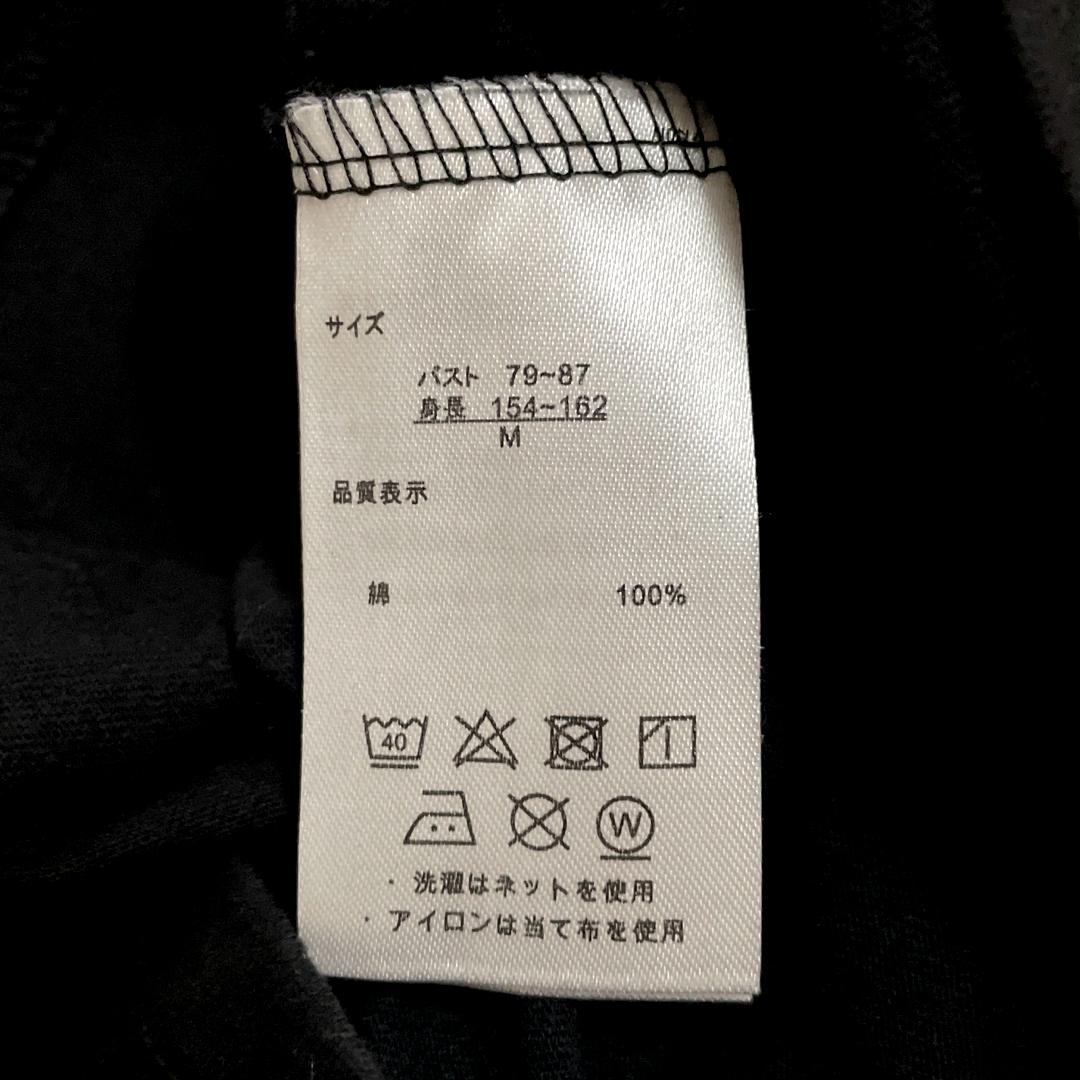 サイズ
バスト 79~87
身長 154~162
M
品質表示
綿 100%
40
W
・洗濯はネットを使用
・アイロンは当て布を使用